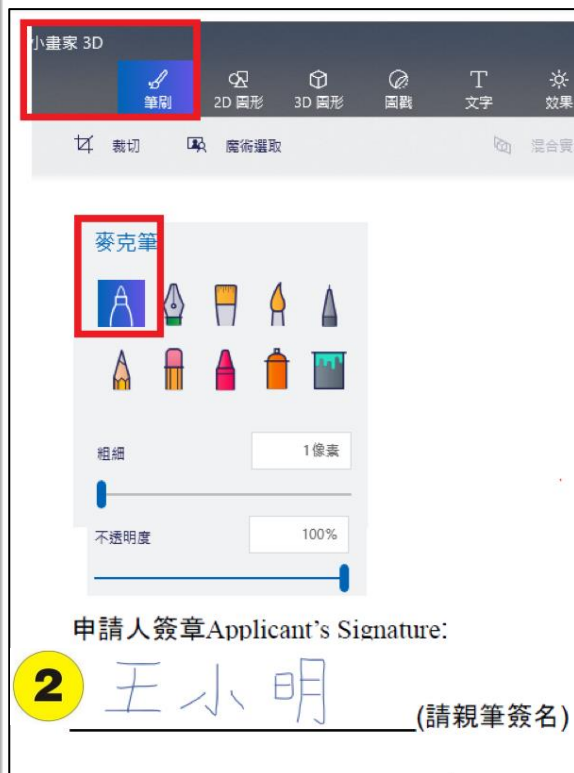 小畫家 3D
筆刷 2D 圖形 3D 圖形 圖戳 文字 效果
裁切 魔術選取 混合實
麥克筆
粗細 1像素
不透明度 100%
申請人簽章Applicant's Signature:
2 王小明 (請親筆簽名)